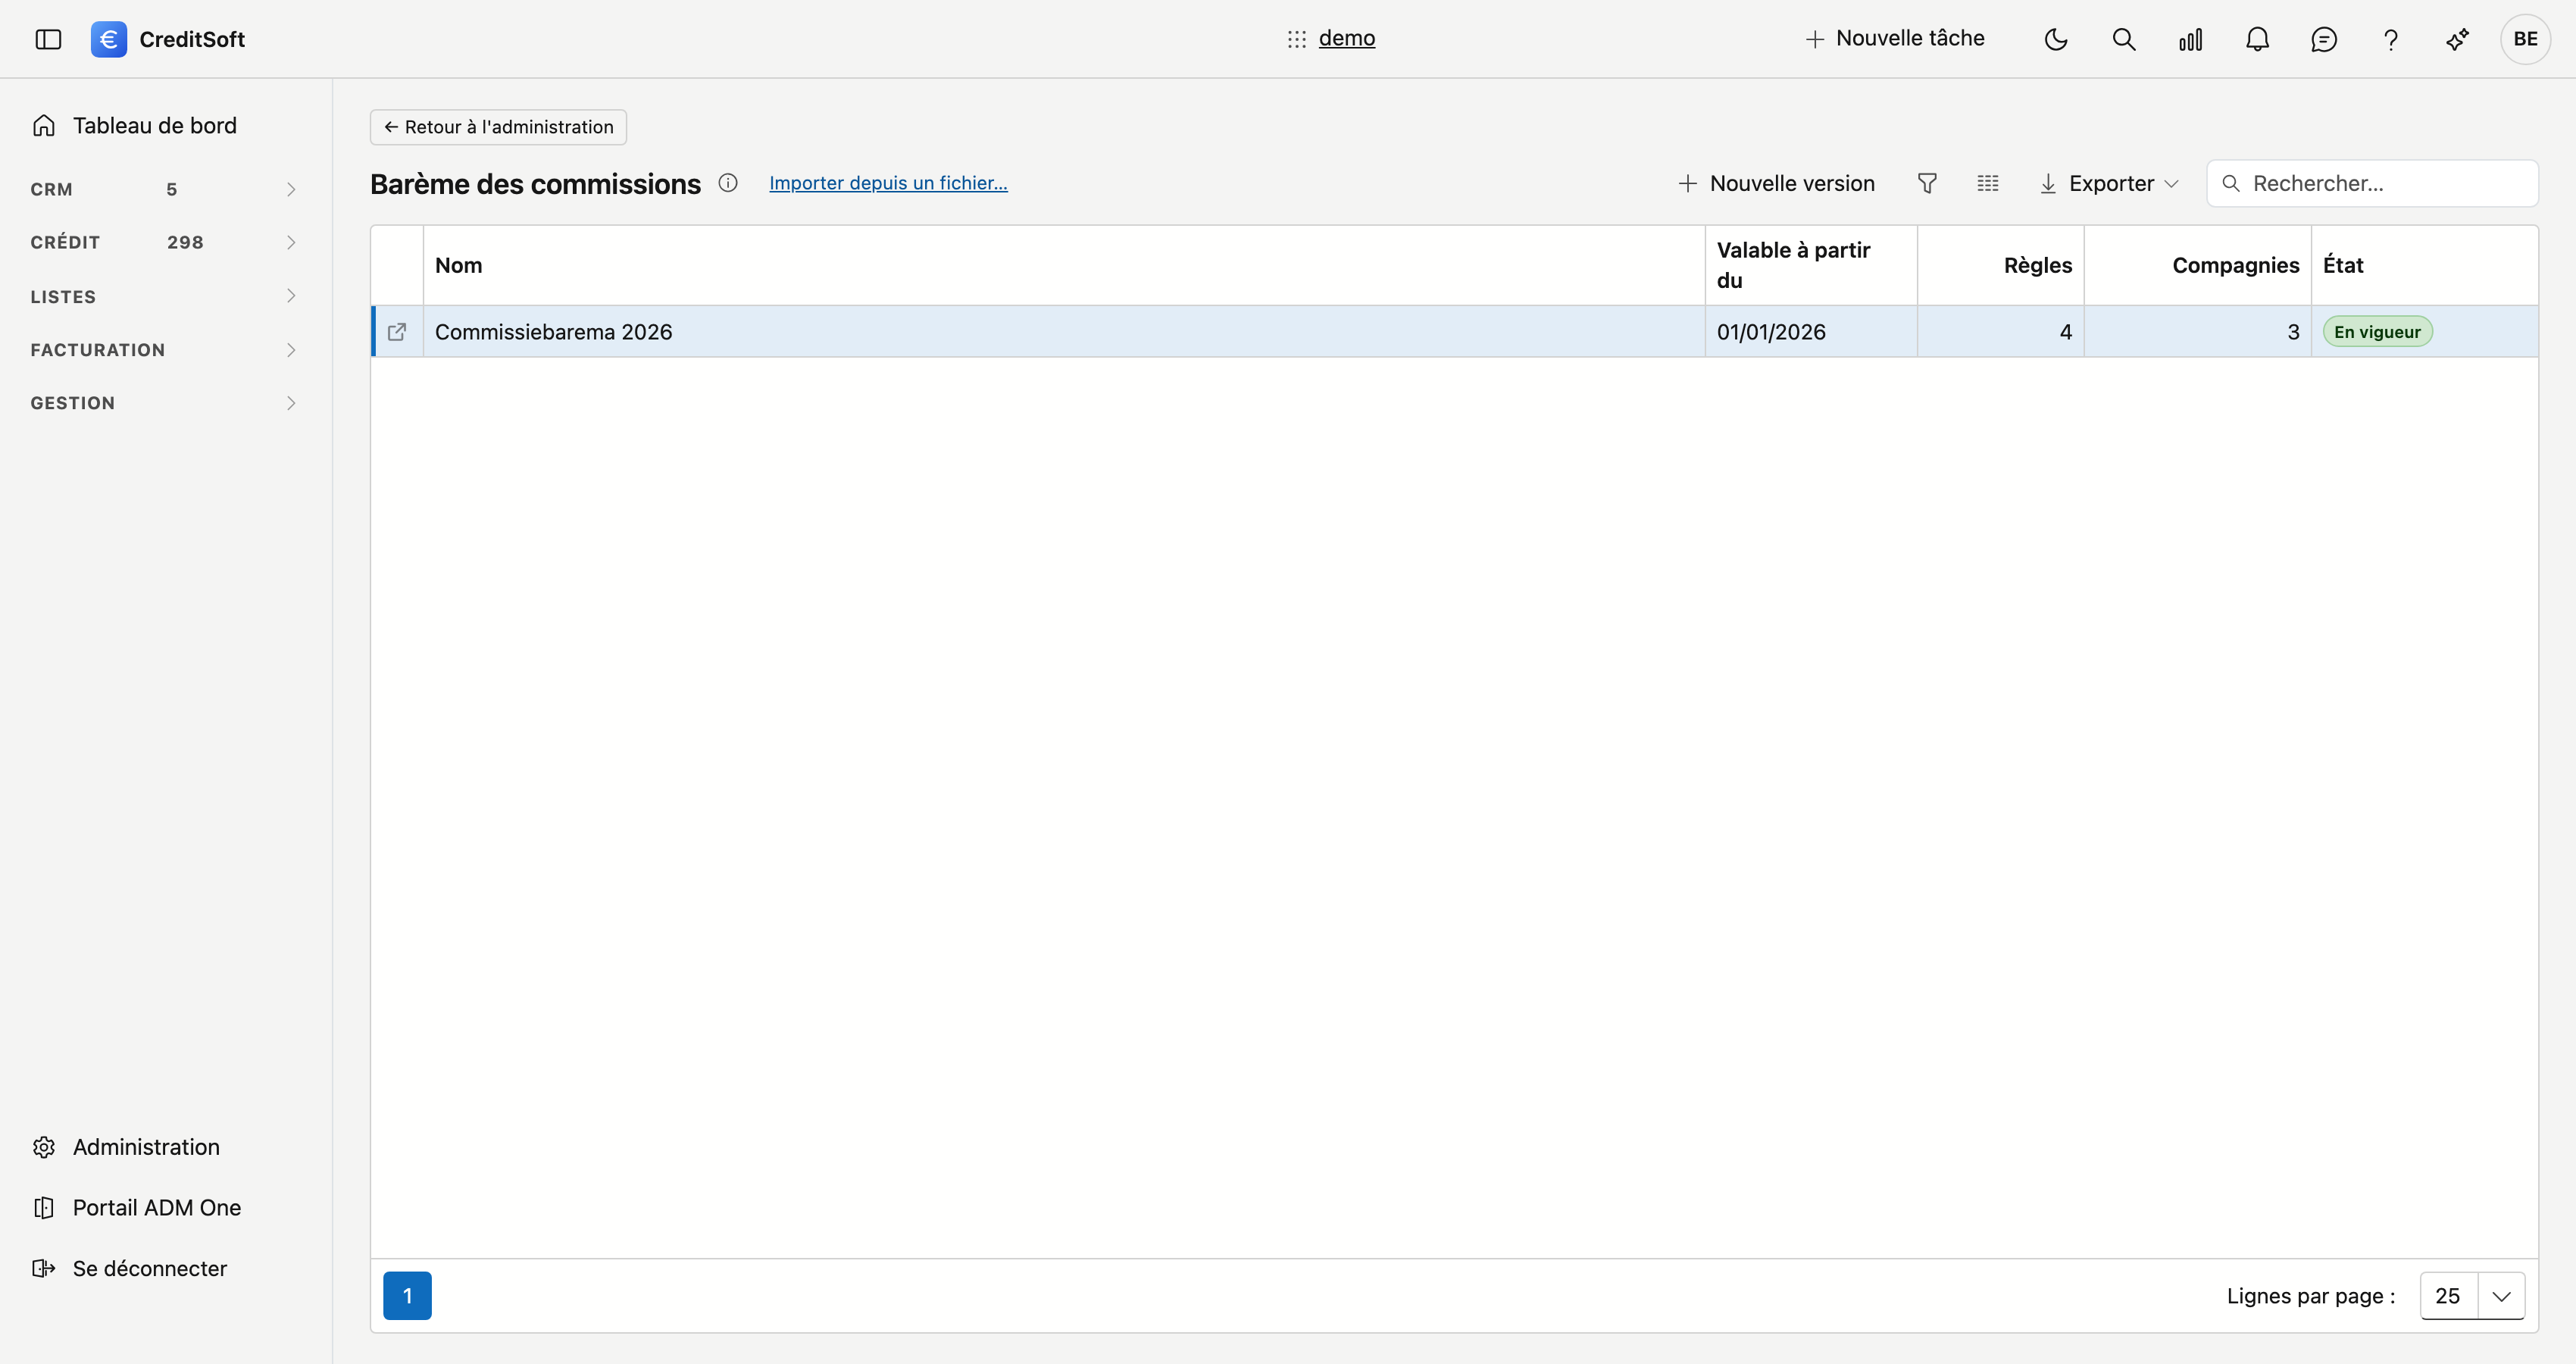 CreditSoft
demo
Nouvelle tâche
BE
Tableau de bord
CRM 5
CRÉDIT 298
LISTES
FACTURATION
GESTION
Administration
Portail ADM One
Se déconnecter
← Retour à l'administration
Barème des commissions
Importer depuis un fichier...
Nouvelle version
Exporter
Rechercher...
Nom
Valable à partir
du
Règles
Compagnies
État
Commissiebarema 2026
01/01/2026
4
3
En vigueur
1
Lignes par page :
25